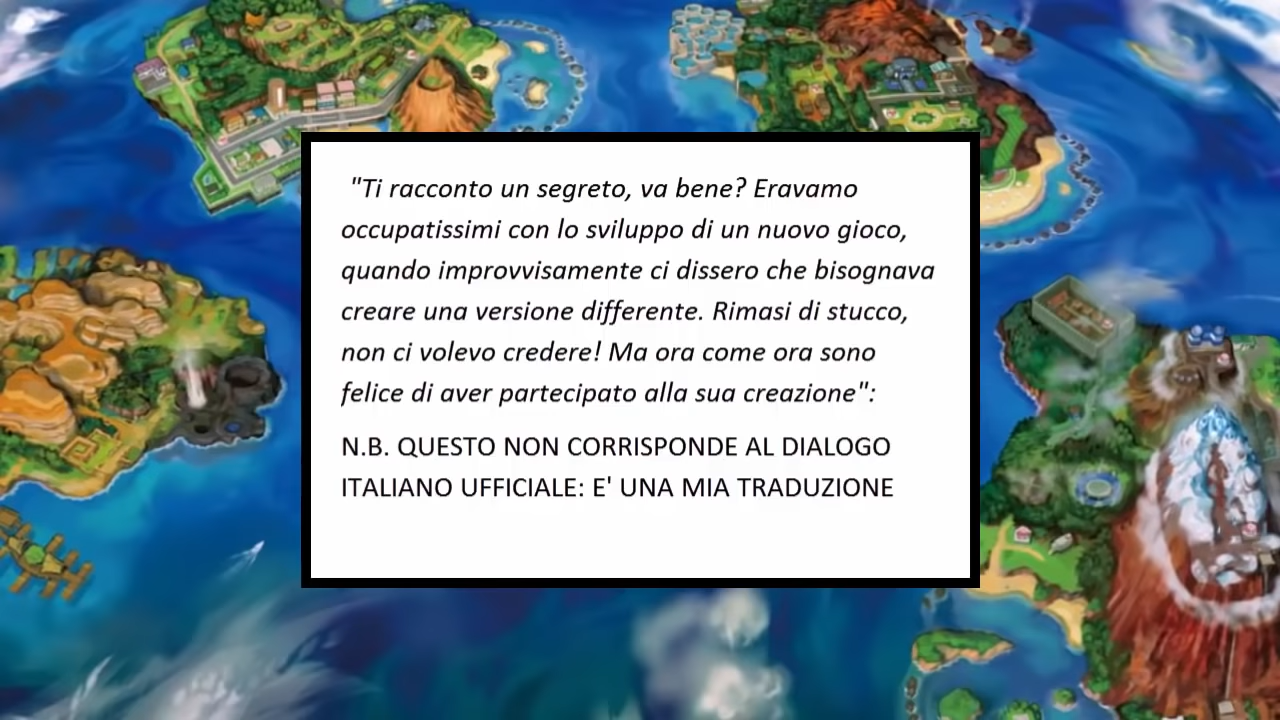 "Ti racconto un segreto, va bene? Eravamo
occupatissimi con lo sviluppo di un nuovo gioco,
quando improvvisamente ci dissero che bisognava
creare una versione differente. Rimasi di stucco,
non ci volevo credere! Ma ora come ora sono
felice di aver partecipato alla sua creazione":
N.B. QUESTO NON CORRISPONDE AL DIALOGO
ITALIANO UFFICIALE: E' UNA MIA TRADUZIONE